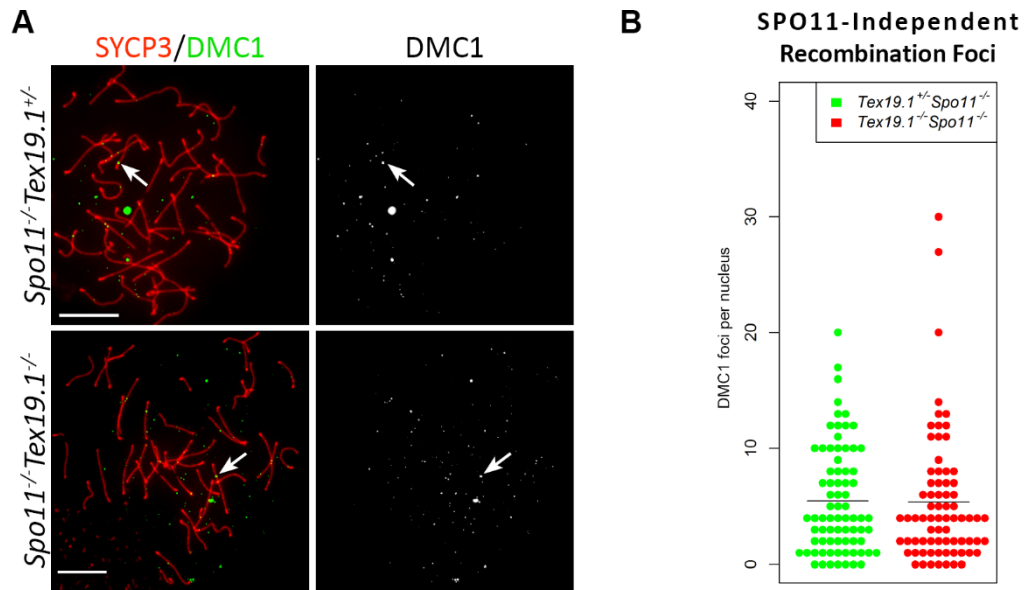 A
SYCP3/DMC1
DMC1
Spo11-/-Tex19.1+/-
Spo11-/-Tex19.1-/-
B
SPO11-Independent
Recombination Foci
Tex19.1+/-Spo11-/-
Tex19.1-/-Spo11-/-
DMC1 foci per nucleus
40
30
20
10
0